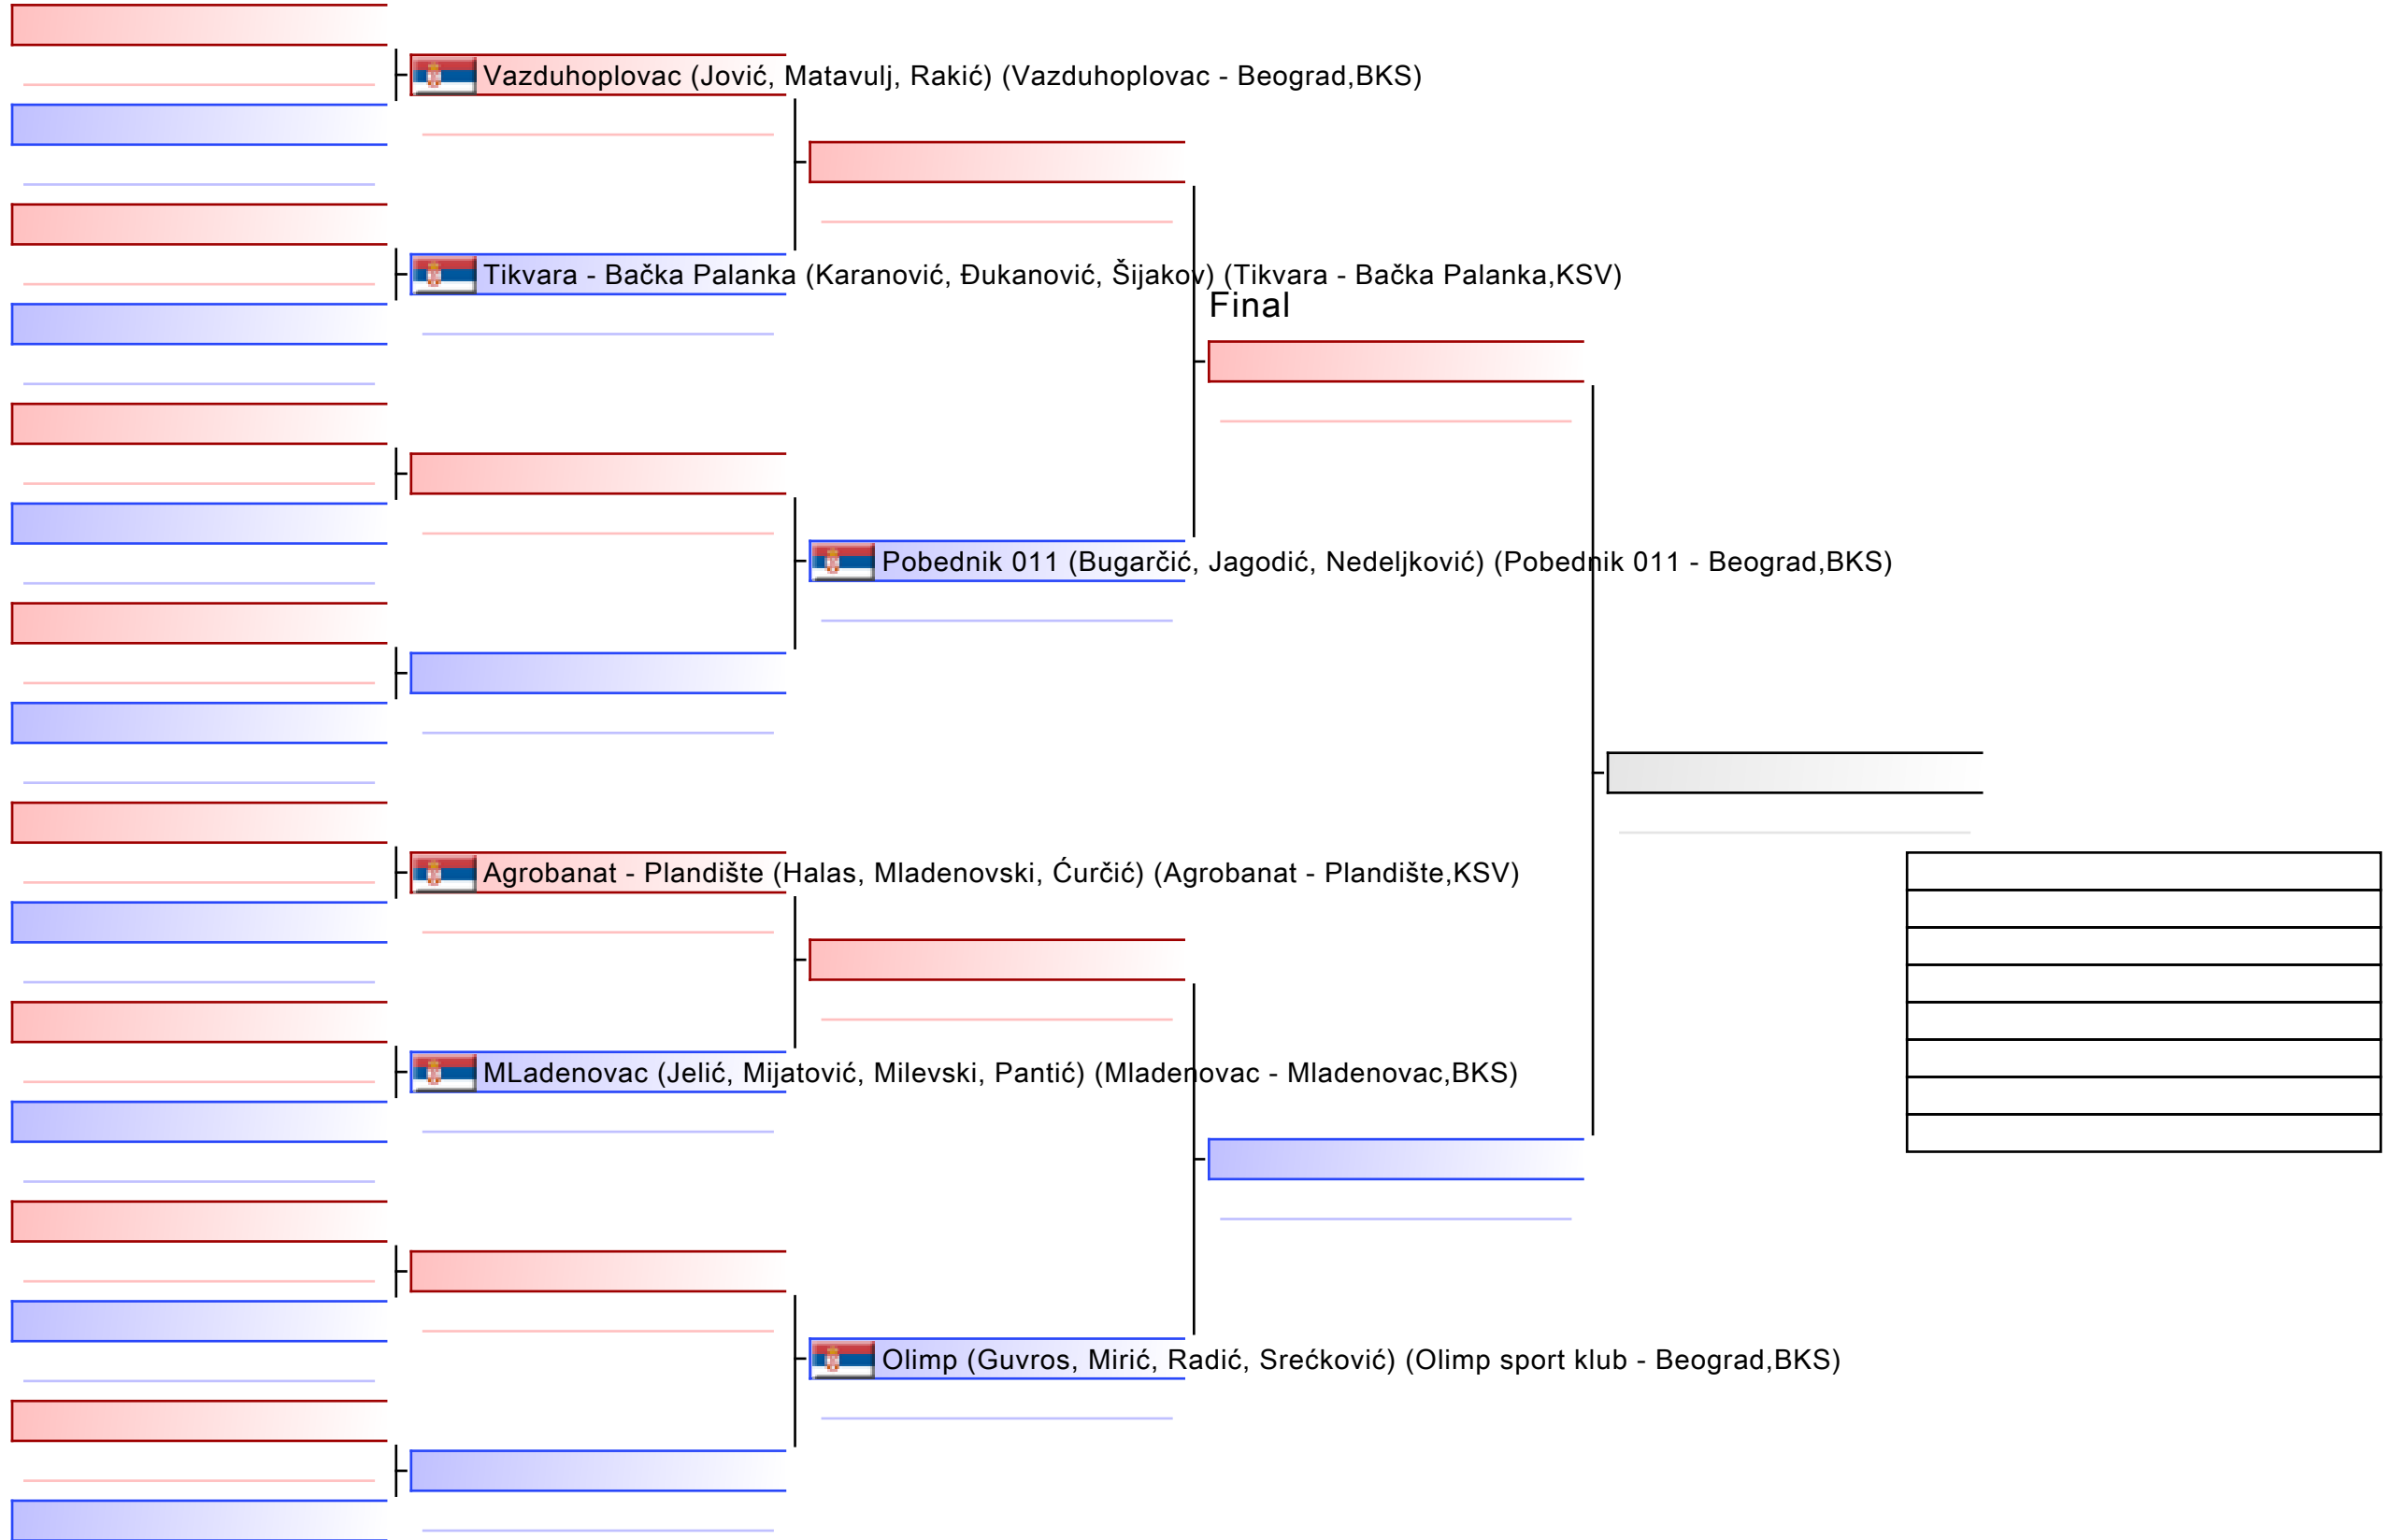 Vazduhoplovac (Jović, Matavulj, Rakić) (Vazduhoplovac - Beograd,BKS)
Tikvara - Bačka Palanka (Karanović, Đukanović, Šijakov) (Tikvara - Bačka Palanka,KSV)
Final
Pobednik 011 (Bugarčić, Jagodić, Nedeljković) (Pobednik 011 - Beograd,BKS)
Agrobanat - Plandište (Halas, Mladenovski, Ćurčić) (Agrobanat - Plandište,KSV)
MLadenovac (Jelić, Mijatović, Milevski, Pantić) (Mladenovac - Mladenovac,BKS)
Olimp (Guvros, Mirić, Radić, Srećković) (Olimp sport klub - Beograd,BKS)